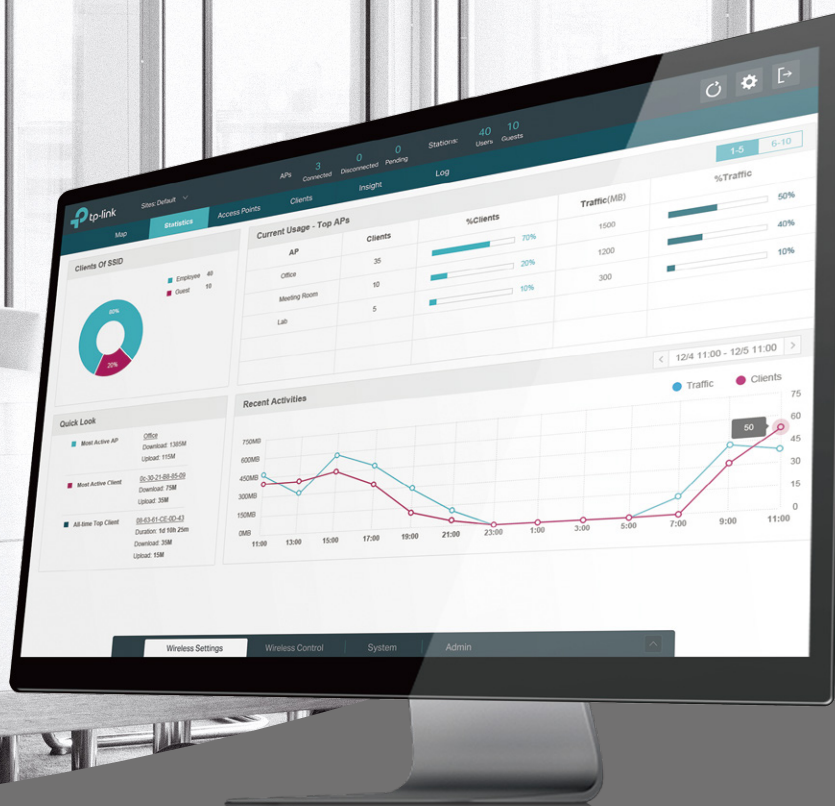 tp-link
Sites: Default
APs 3 Connected 0 Disconnected 0 Pending
Stations: 40 Users 10 Guests
Map Statistics Access Points Clients Insight Log
1-5 6-10
Clients Of SSID
Employee 40
Guest 10
80%
20%
Current Usage - Top APs
AP Clients %Clients Traffic(MB) %Traffic
Office 35 70% 1500 50%
Meeting Room 10 20% 1200 40%
Lab 5 10% 300 10%
Quick Look
Most Active AP Office
Download: 1385M
Upload: 115M
Most Active Client 0c-30-21-B8-85-09
Download: 75M
Upload: 35M
All-time Top Client 08-63-61-CE-0D-43
Duration: 1d 10h 25m
Download: 35M
Upload: 15M
Recent Activities
12/4 11:00 - 12/5 11:00
Traffic Clients
750MB
600MB
450MB
300MB
150MB
0MB
50
75
60
45
30
15
0
11:00 13:00 15:00 17:00 19:00 21:00 23:00 1:00 3:00 5:00 7:00 9:00 11:00
Wireless Settings Wireless Control System Admin